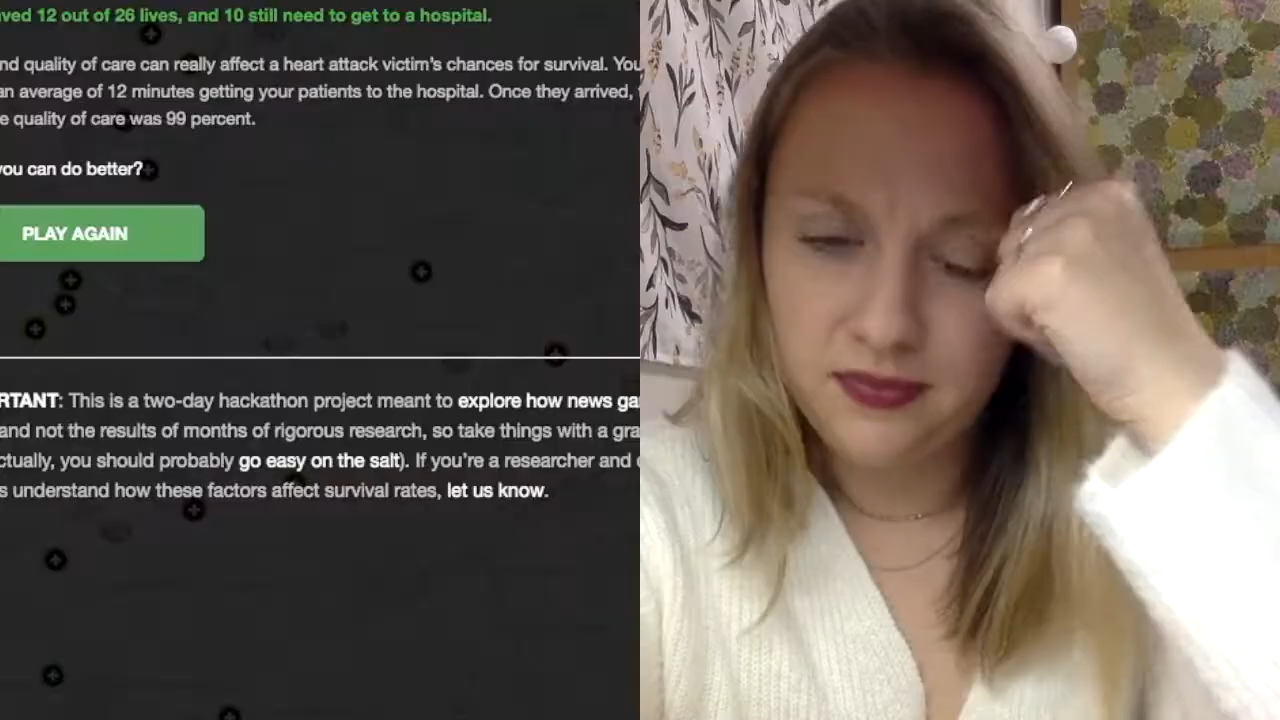 ved 12 out of 26 lives, and 10 still need to get to a hospital.
nd quality of care can really affect a heart attack victim's chances for survival. You
an average of 12 minutes getting your patients to the hospital. Once they arrived,
e quality of care was 99 percent.
you can do better?
PLAY AGAIN
RTANT: This is a two-day hackathon project meant to explore how news ga
and not the results of months of rigorous research, so take things with a gra
ctually, you should probably go easy on the salt). If you're a researcher and
s understand how these factors affect survival rates, let us know.